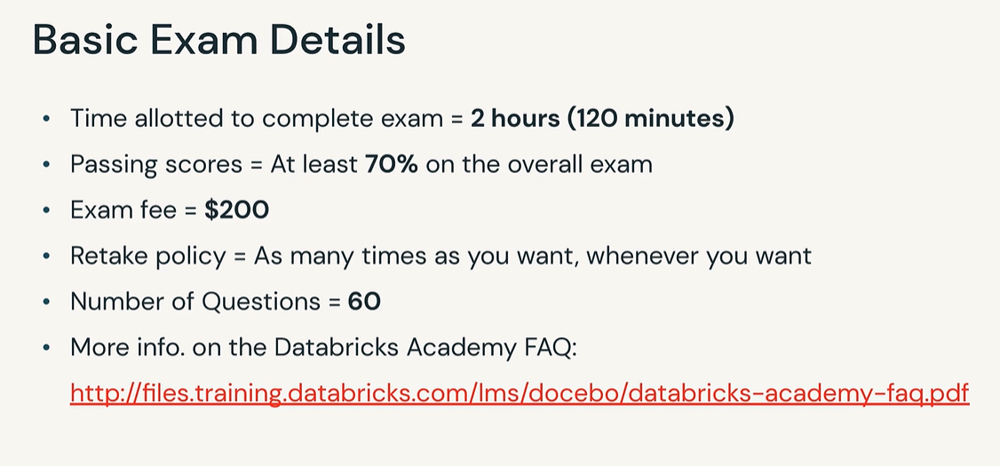 Basic Exam Details
• Time allotted to complete exam = 2 hours (120 minutes)
• Passing scores = At least 70% on the overall exam
• Exam fee = $200
• Retake policy = As many times as you want, whenever you want
• Number of Questions = 60
• More info. on the Databricks Academy FAQ:
http://files.training.databricks.com/lms/docebo/databricks-academy-faq.pdf